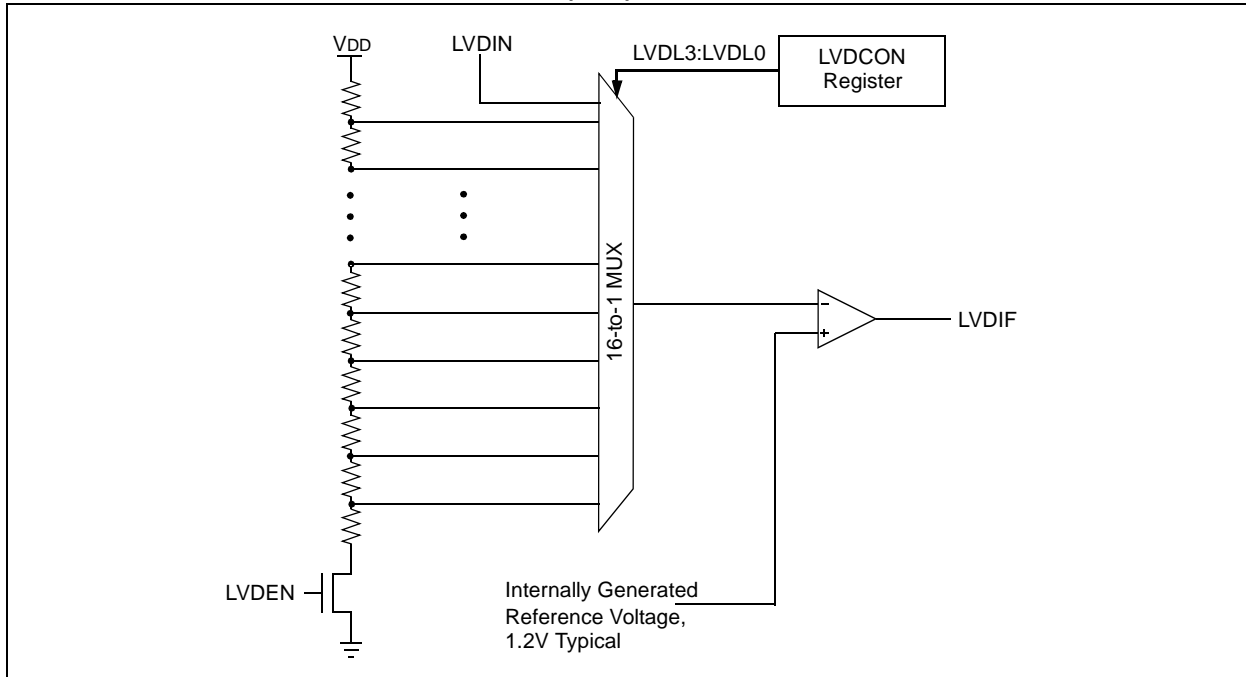 VDD
LVDIN
LVDL3:LVDL0
LVDCON
Register
16-to-1 MUX
–
+
LVDIF
LVDEN
Internally Generated
Reference Voltage,
1.2V Typical